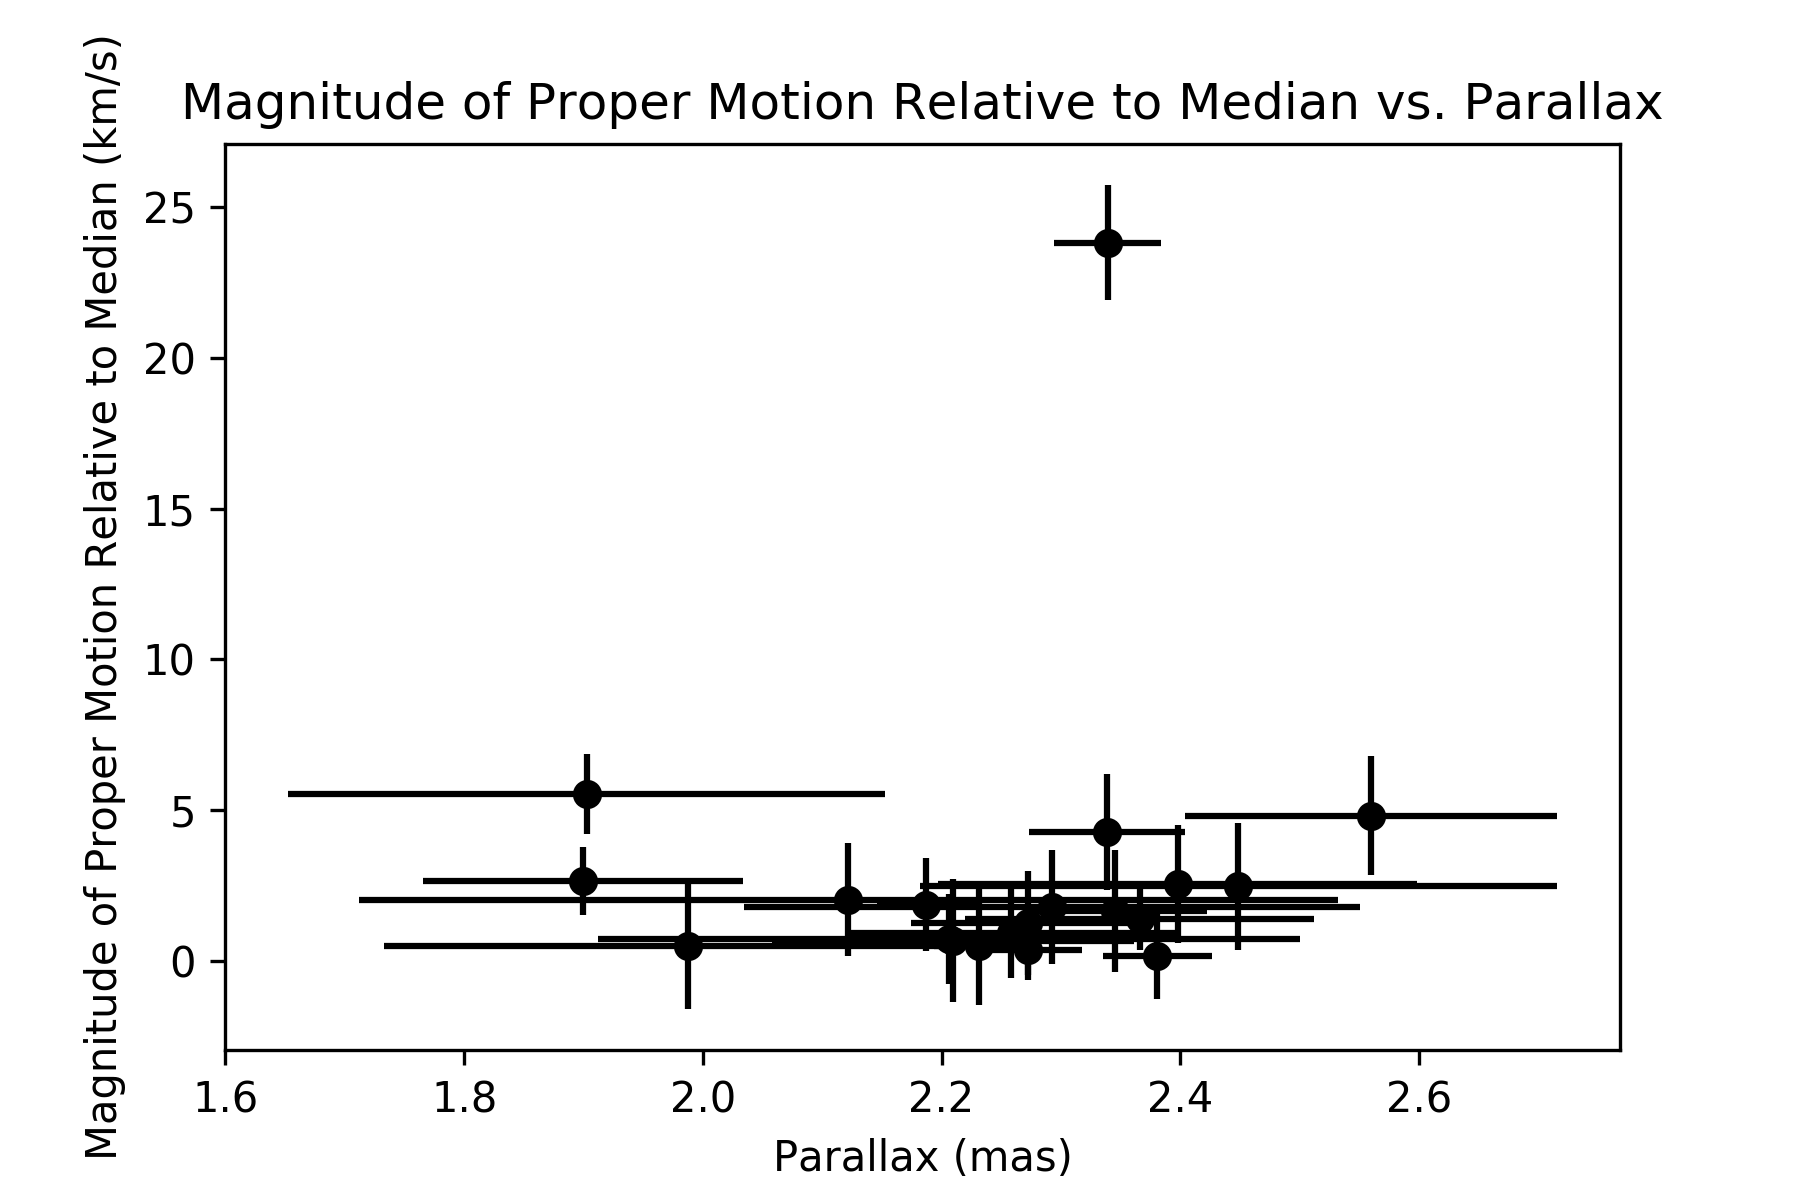 Magnitude of Proper Motion Relative to Median vs. Parallax
Magnitude of Proper Motion Relative to Median (km/s)
25
20
15
10
5
0
1.6 1.8 2.0 2.2 2.4 2.6
Parallax (mas)